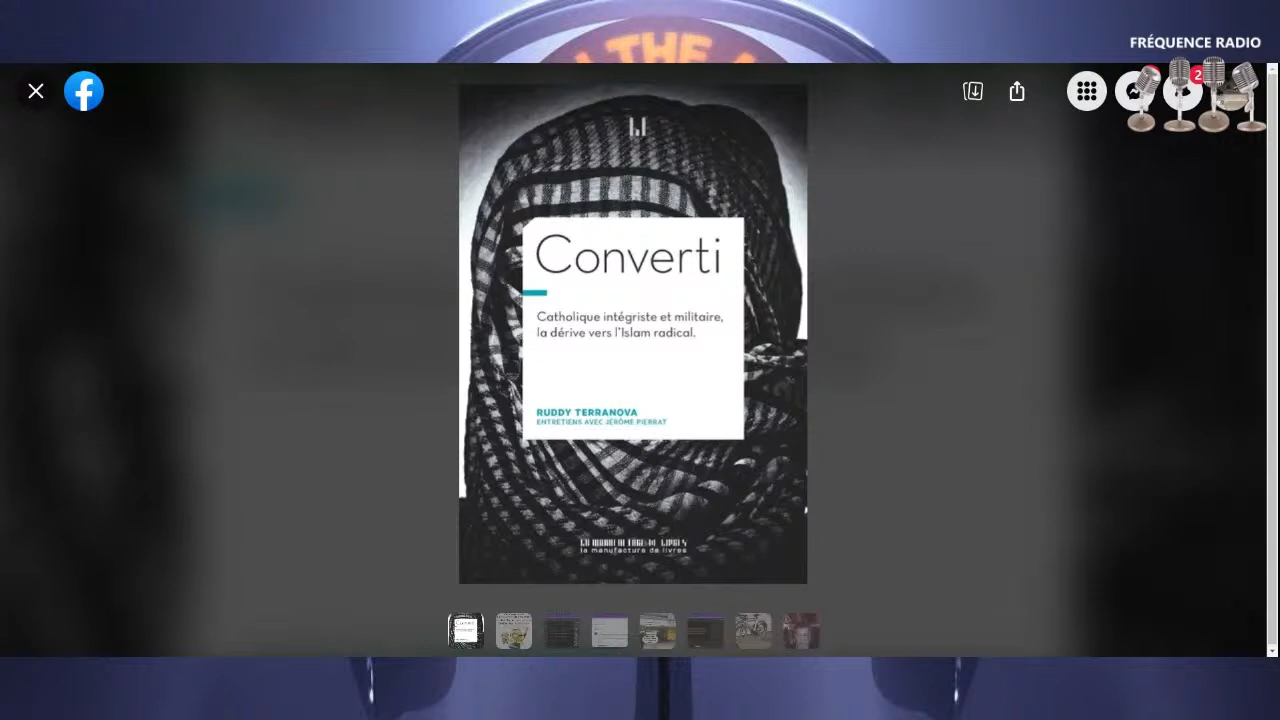 THE
FRÉQUENCE RADIO
2
Converti
Catholique intégriste et militaire,
la dérive vers l'Islam radical.
RUDDY TERRANOVA
ENTRETIENS AVEC JÉRÔME PIERRAT
la manufacture de livres